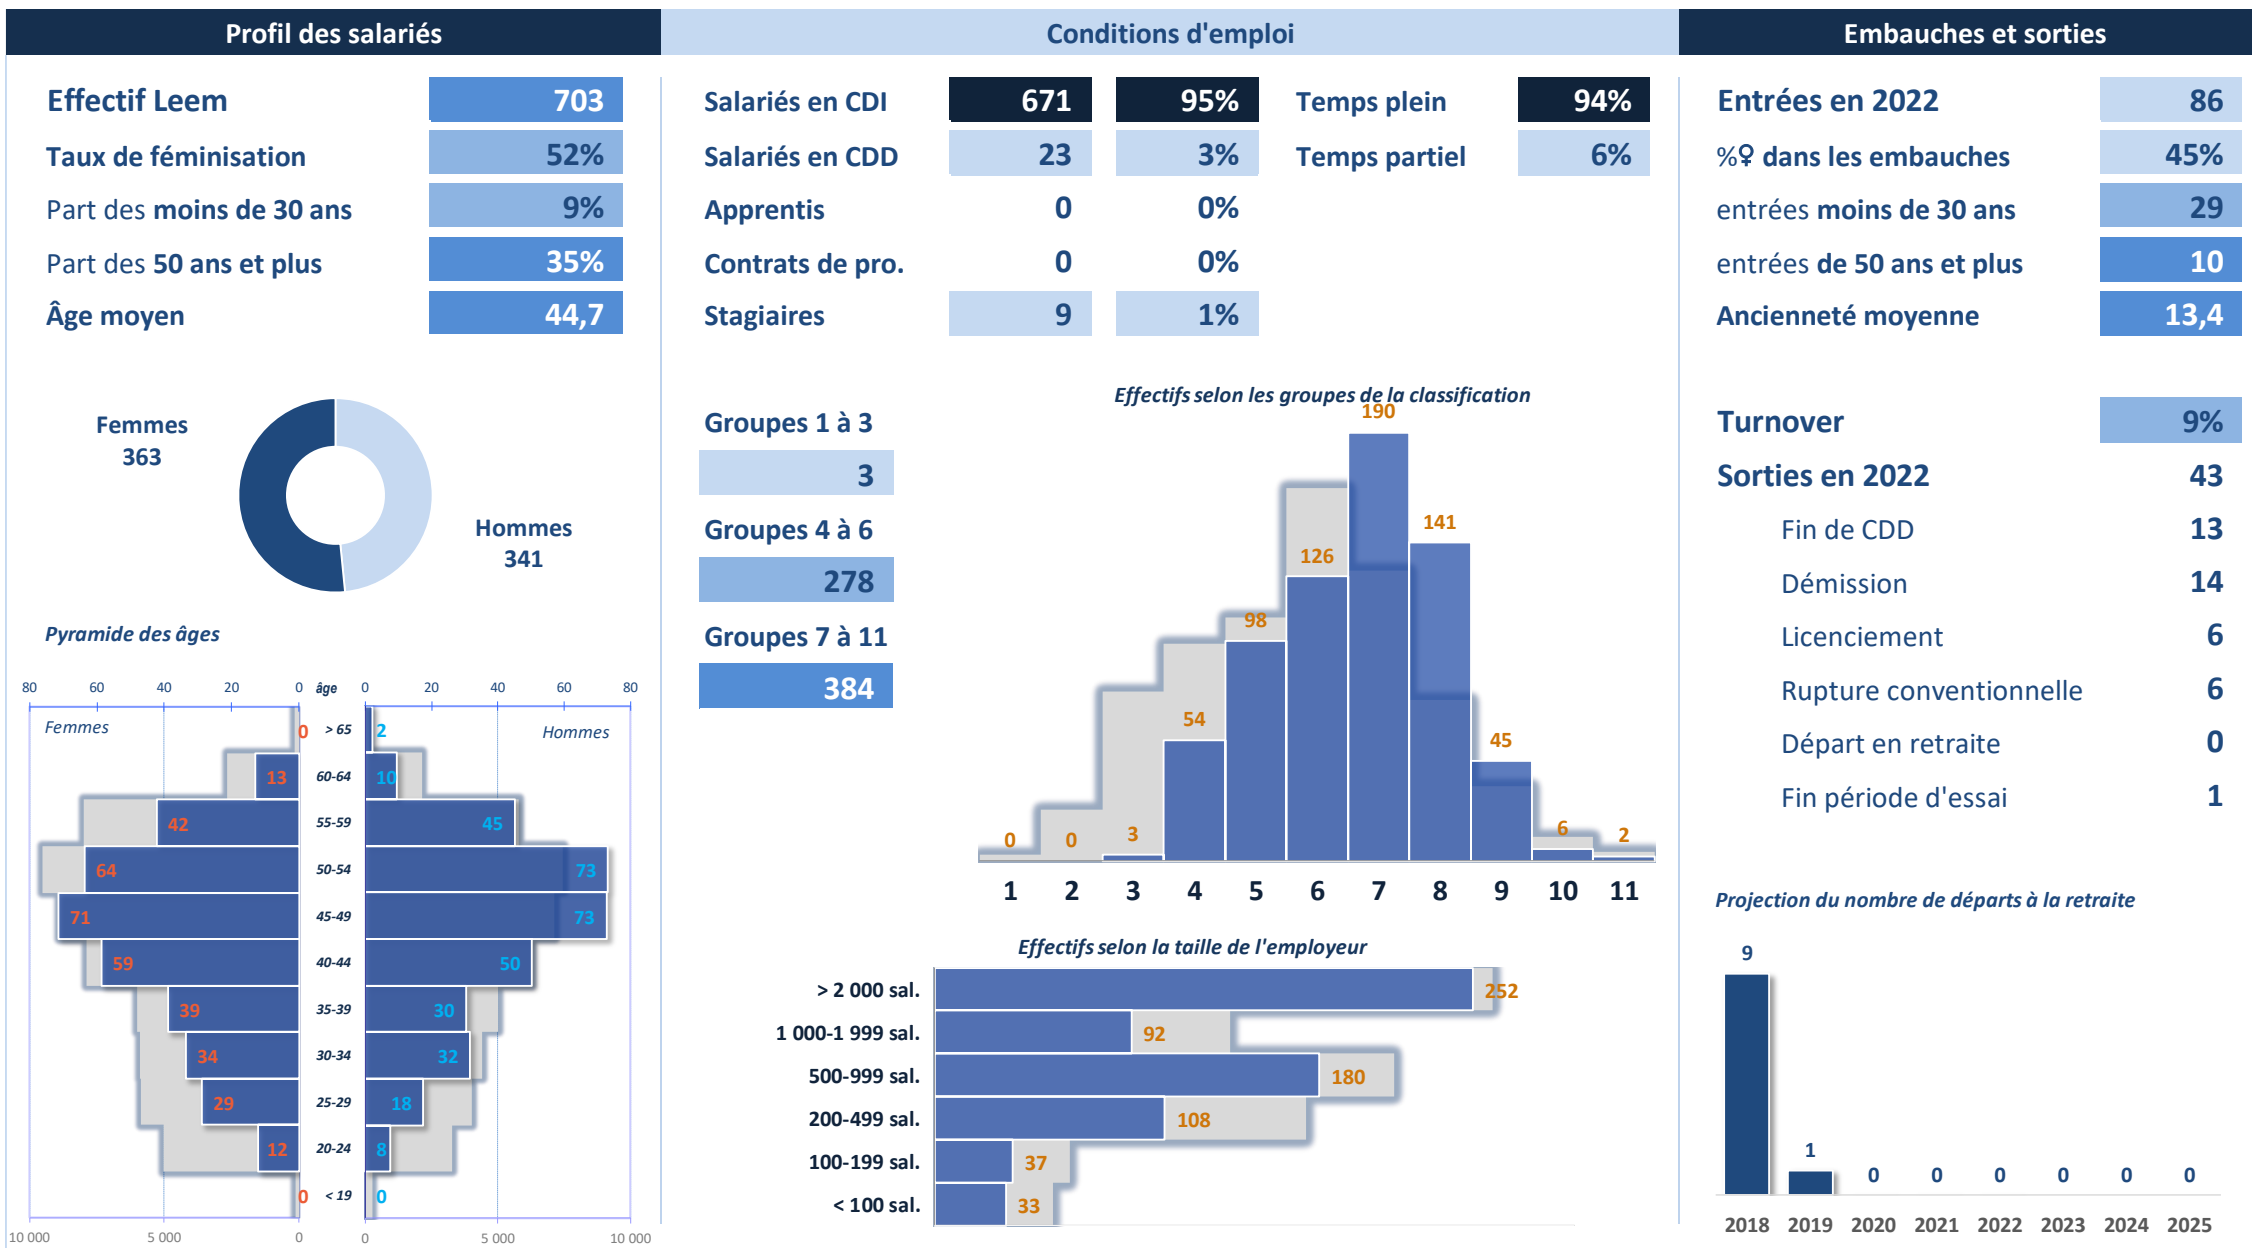 Profil des salariés
Effectif Leem 703
Taux de féminisation 52%
Part des moins de 30 ans 9%
Part des 50 ans et plus 35%
Âge moyen 44,7
Femmes
363
Hommes
341
Pyramide des âges
80 60 40 20 0 âge 0 20 40 60 80
Femmes Hommes
0 > 65 2
13 60-64 10
42 55-59 45
64 50-54 73
71 45-49 73
59 40-44 50
39 35-39 30
34 30-34 32
29 25-29 18
12 20-24 8
0 < 19 0
10 000 5 000 0 0 5 000 10 000
Conditions d'emploi
Salariés en CDI 671 95% Temps plein 94%
Salariés en CDD 23 3% Temps partiel 6%
Apprentis 0 0%
Contrats de pro. 0 0%
Stagiaires 9 1%
Groupes 1 à 3
3
Groupes 4 à 6
278
Groupes 7 à 11
384
Effectifs selon les groupes de la classification
0 0 3 54 98 126 190 141 45 6 2
1 2 3 4 5 6 7 8 9 10 11
Effectifs selon la taille de l'employeur
> 2 000 sal. 252
1 000-1 999 sal. 92
500-999 sal. 180
200-499 sal. 108
100-199 sal. 37
< 100 sal. 33
Embauches et sorties
Entrées en 2022 86
%♀ dans les embauches 45%
entrées moins de 30 ans 29
entrées de 50 ans et plus 10
Ancienneté moyenne 13,4
Turnover 9%
Sorties en 2022 43
Fin de CDD 13
Démission 14
Licenciement 6
Rupture conventionnelle 6
Départ en retraite 0
Fin période d'essai 1
Projection du nombre de départs à la retraite
9 1 0 0 0 0 0 0
2018 2019 2020 2021 2022 2023 2024 2025